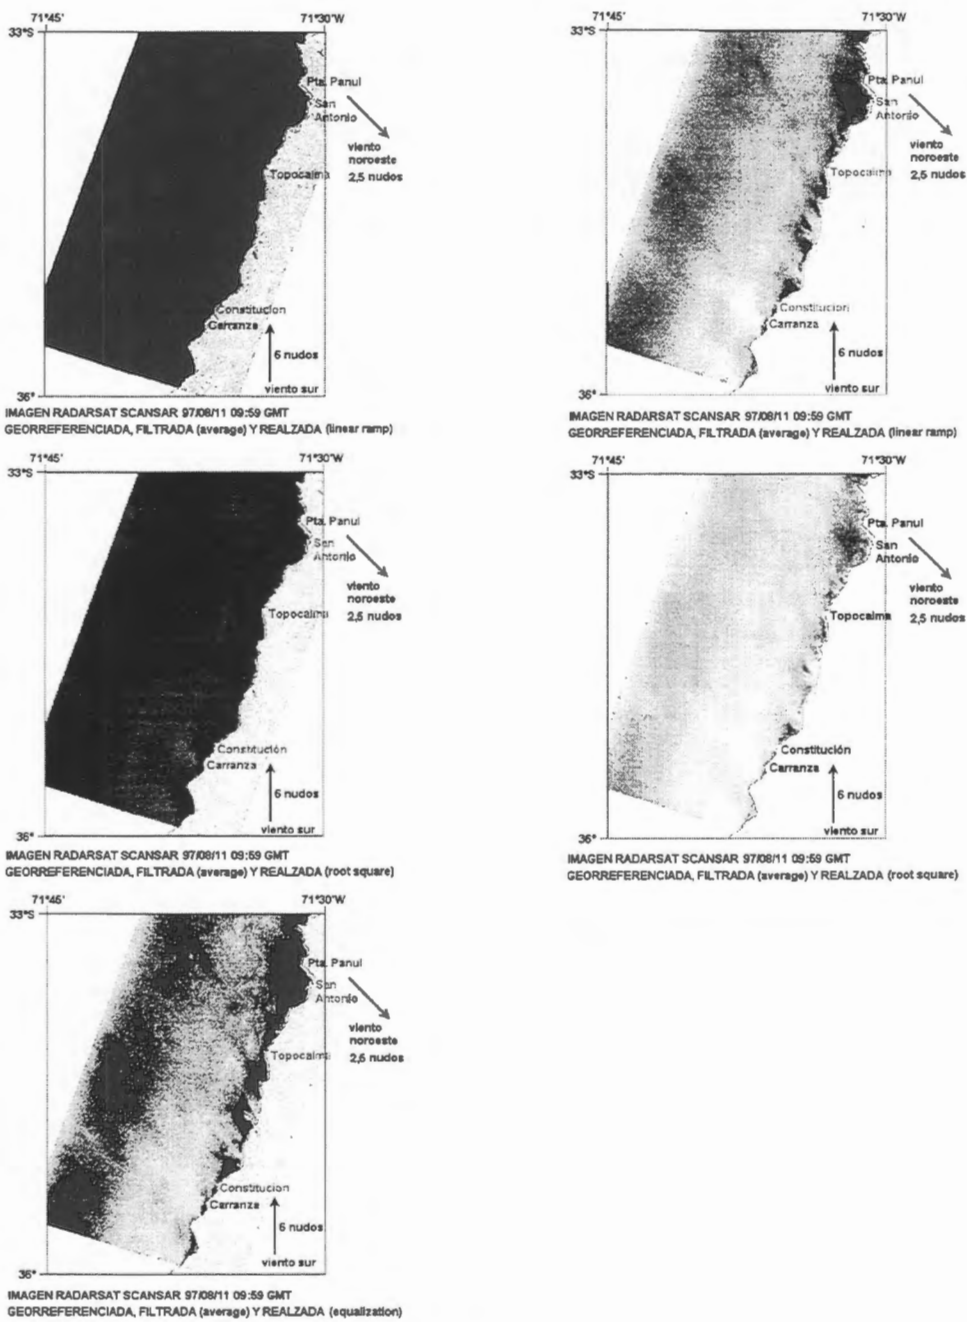 71°45' 71°30'
33°S
Pta. Panul
San
Antonio
viento
noroeste
2,5 nudos
Topocalma
Constitucion
Carranza
6 nudos
viento sur
36°
IMAGEN RADARSAT SCANSAR 97/08/11 09:59 GMT
GEORREFERENCIADA, FILTRADA (average) Y REALZADA (linear ramp)
71°45' 71°30'W
33°S
Pta. Panul
San
Antonio
viento
noroeste
2,5 nudos
Topocalma
Constitucion
Carranza
6 nudos
viento sur
36°
IMAGEN RADARSAT SCANSAR 97/08/11 09:59 GMT
GEORREFERENCIADA, FILTRADA (average) Y REALZADA (linear ramp)
71°45' 71°30'W
33°S
Pta. Panul
San
Antonio
viento
noroeste
2,5 nudos
Topocalma
Constitución
Carranza
6 nudos
viento sur
36°
IMAGEN RADARSAT SCANSAR 97/08/11 09:59 GMT
GEORREFERENCIADA, FILTRADA (average) Y REALZADA (root square)
71°45' 71°30'W
33°S
Pta. Panul
San
Antonio
viento
noroeste
2,5 nudos
Topocalma
Constitución
Carranza
6 nudos
viento sur
36°
IMAGEN RADARSAT SCANSAR 97/08/11 09:59 GMT
GEORREFERENCIADA, FILTRADA (average) Y REALZADA (root square)
71°45' 71°30'W
33°S
Pta. Panul
San
Antonio
viento
noroeste
2,5 nudos
Topocalma
Constitucion
Carranza
6 nudos
viento sur
36°
IMAGEN RADARSAT SCANSAR 97/08/11 09:59 GMT
GEORREFERENCIADA, FILTRADA (average) Y REALZADA (equalization)